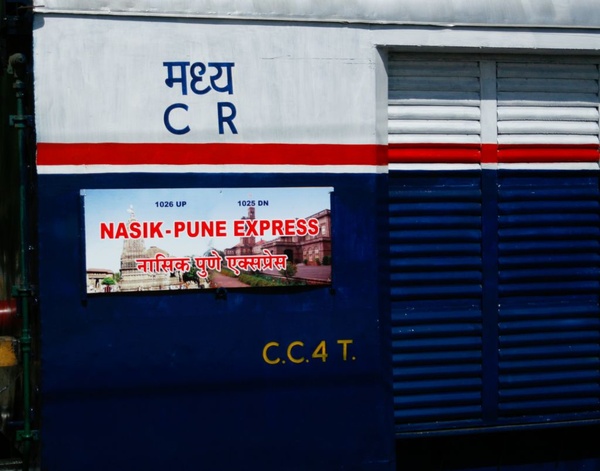 मध्य
C R
1026 UP 1025 DN
NASIK-PUNE EXPRESS
नासिक पुणे एक्सप्रेस
C.C.4 T.